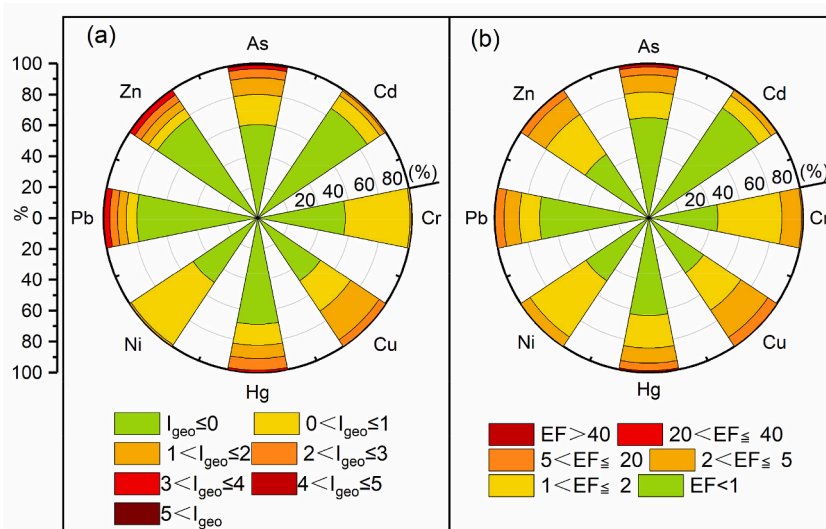 (a)
(b)
100
80
60
40
20
0
20
40
60
80
100
%
As
Cd
Cr
Cu
Hg
Ni
Pb
Zn
20 40 60 80 (%)
As
Cd
Cr
Cu
Hg
Ni
Pb
Zn
20 40 60 80 (%)
Igeo≤0 0<Igeo≤1
1<Igeo≤2 2<Igeo≤3
3<Igeo≤4 4<Igeo≤5
5<Igeo
EF>40 20<EF≦ 40
5<EF≦ 20 2<EF≦ 5
1<EF≦ 2 EF<1